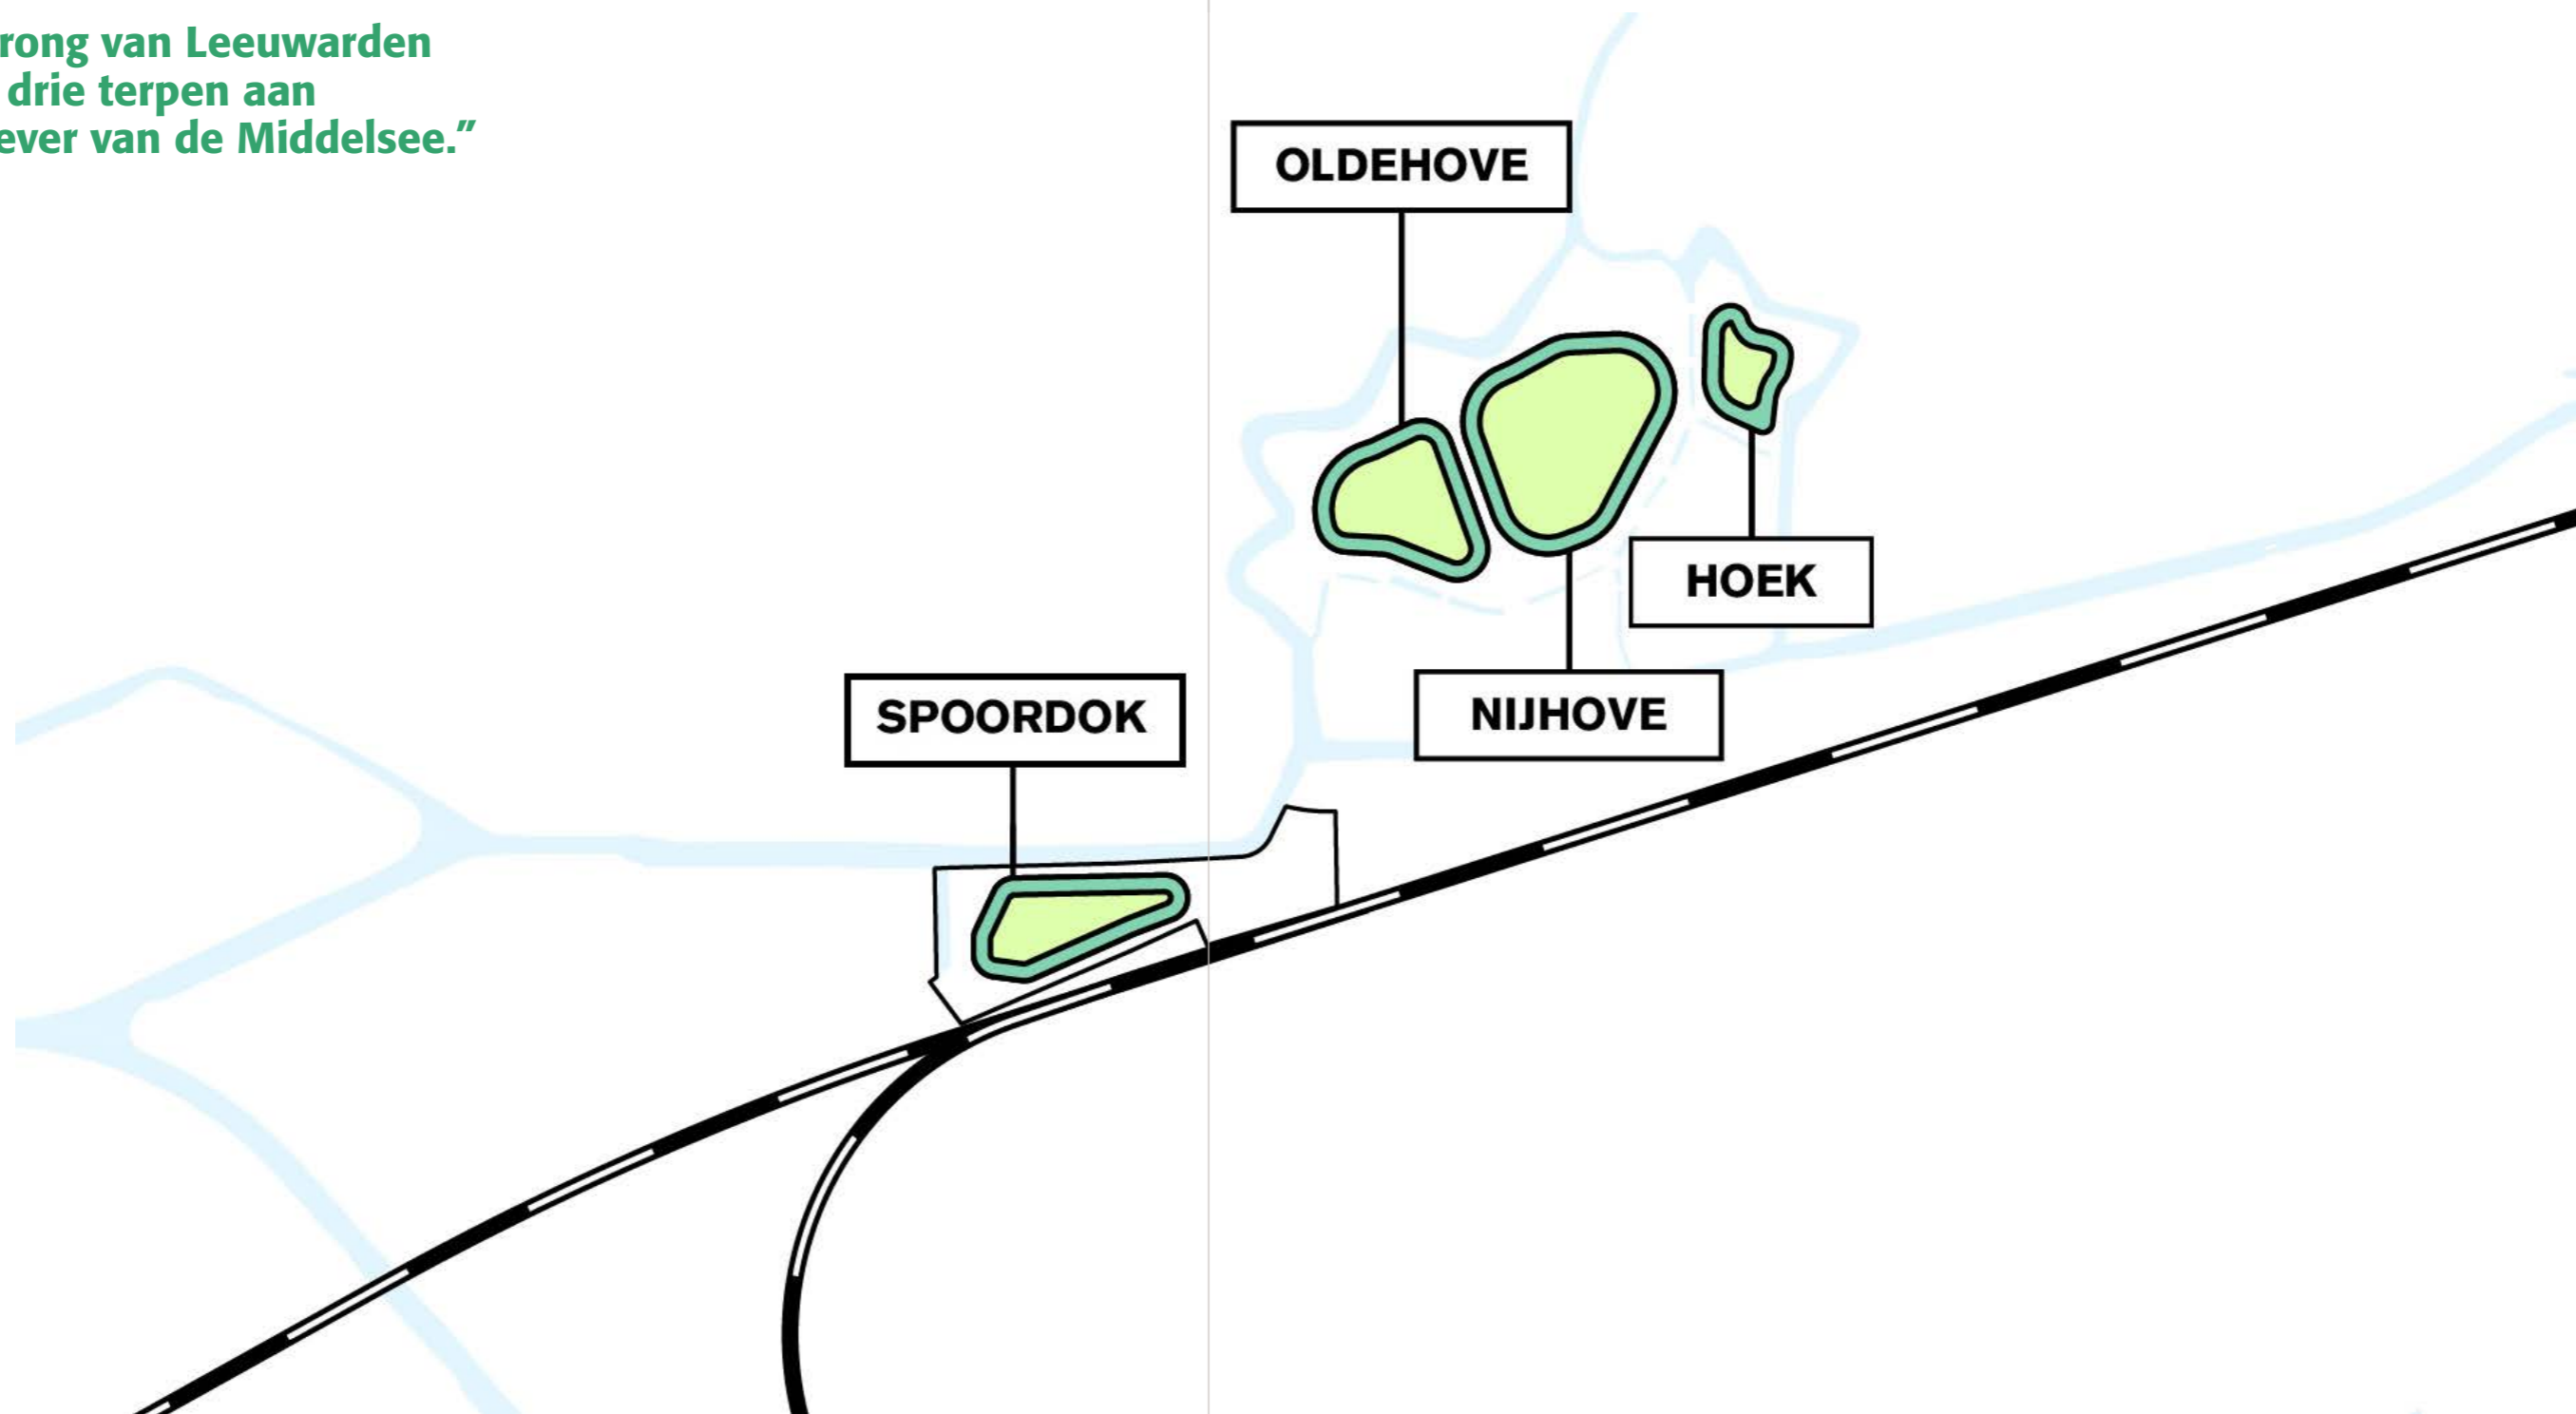 rong van Leeuwarden
drie terpen aan
ever van de Middelsee.”
OLDEHOVE
HOEK
NIJHOVE
SPOORDOK